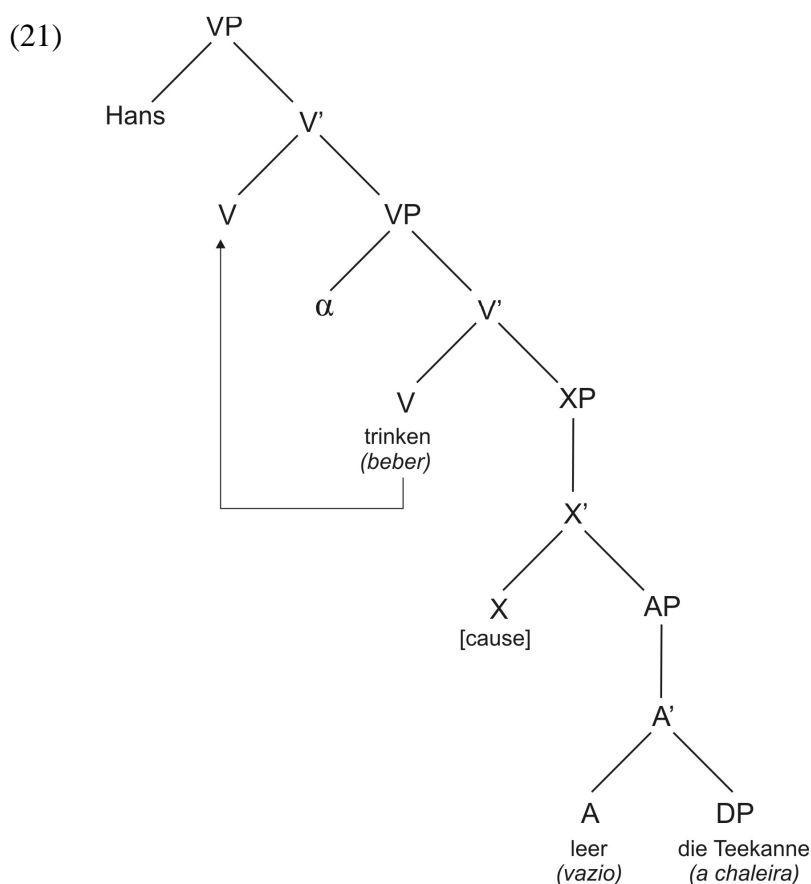 (21)
VP
Hans
V’
V
VP
α
V’
V
XP
trinken
(beber)
X’
X
AP
[cause]
A’
A
DP
leer
die Teekanne
(vazio)
(a chaleira)